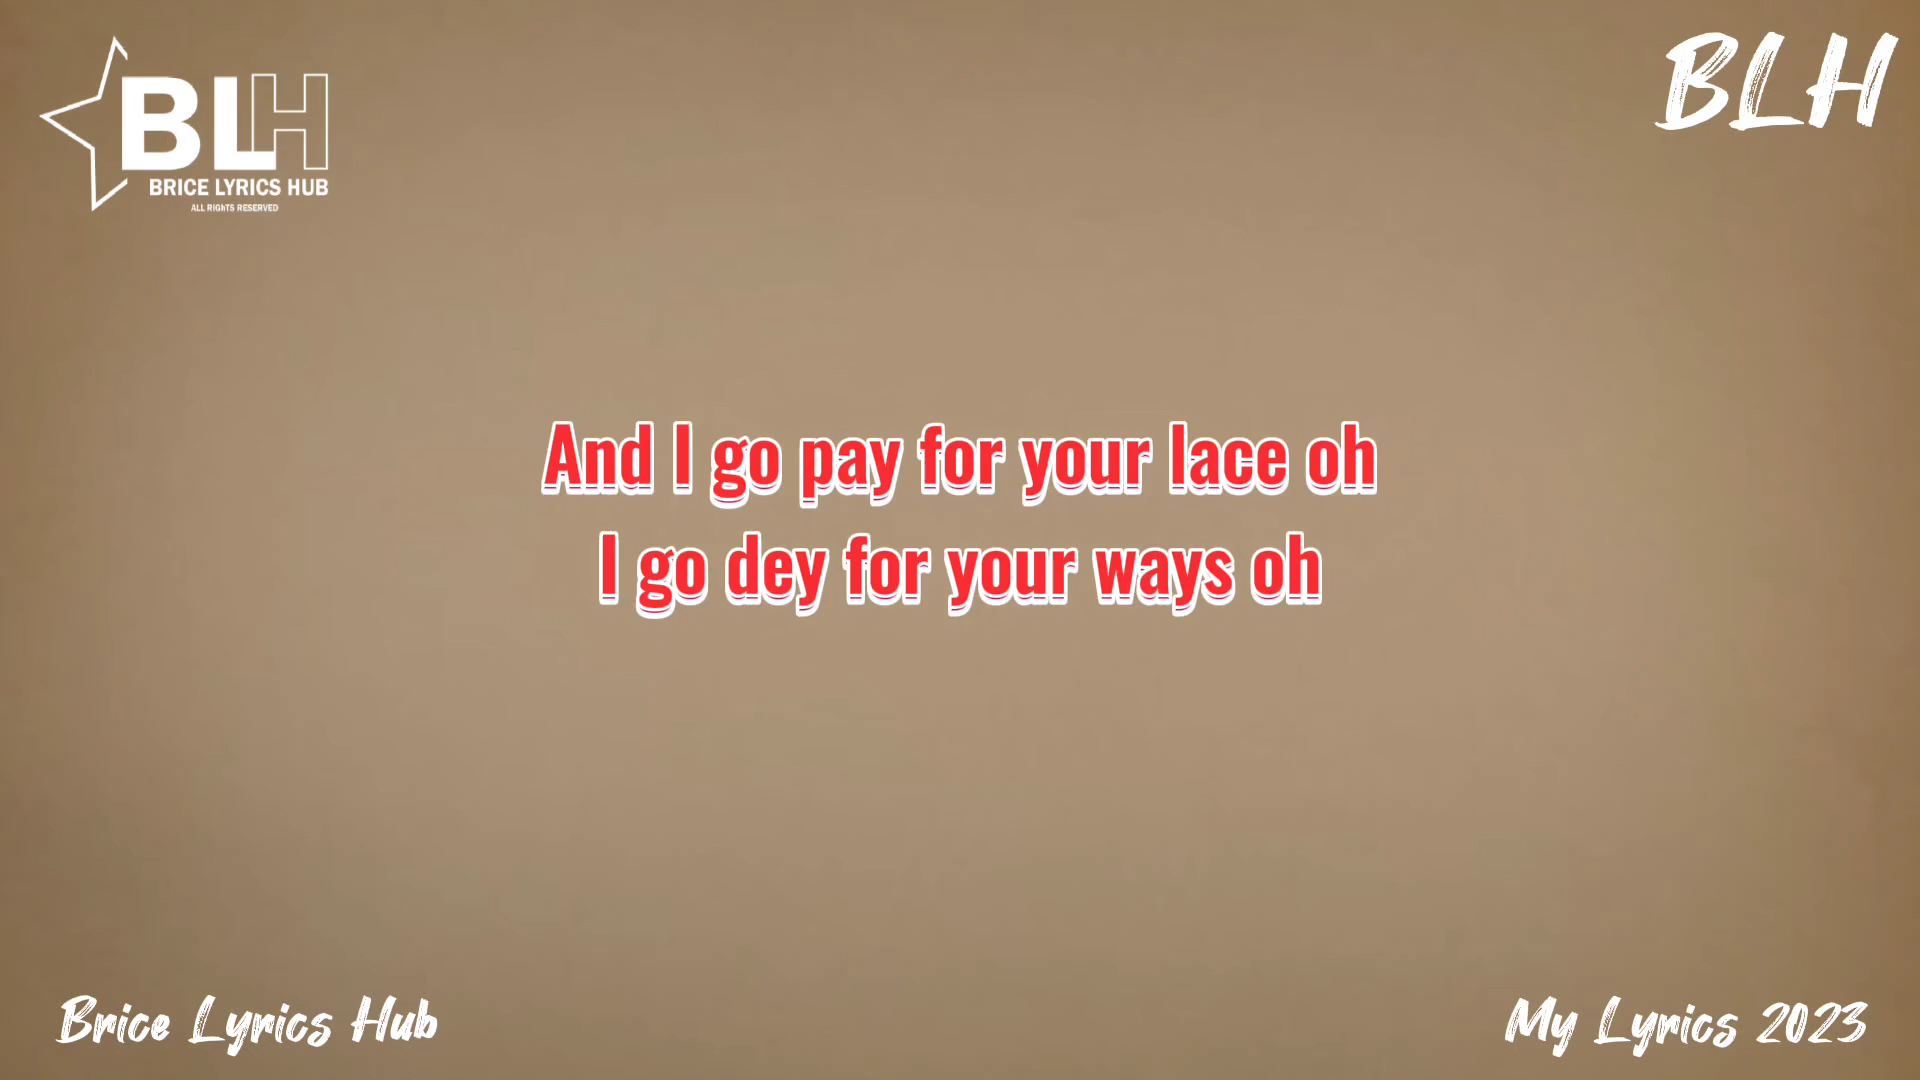 BLH
BRICE LYRICS HUB
ALL RIGHTS RESERVED
BLH
And I go pay for your lace oh
I go dey for your ways oh
Brice Lyrics Hub
My Lyrics 2023